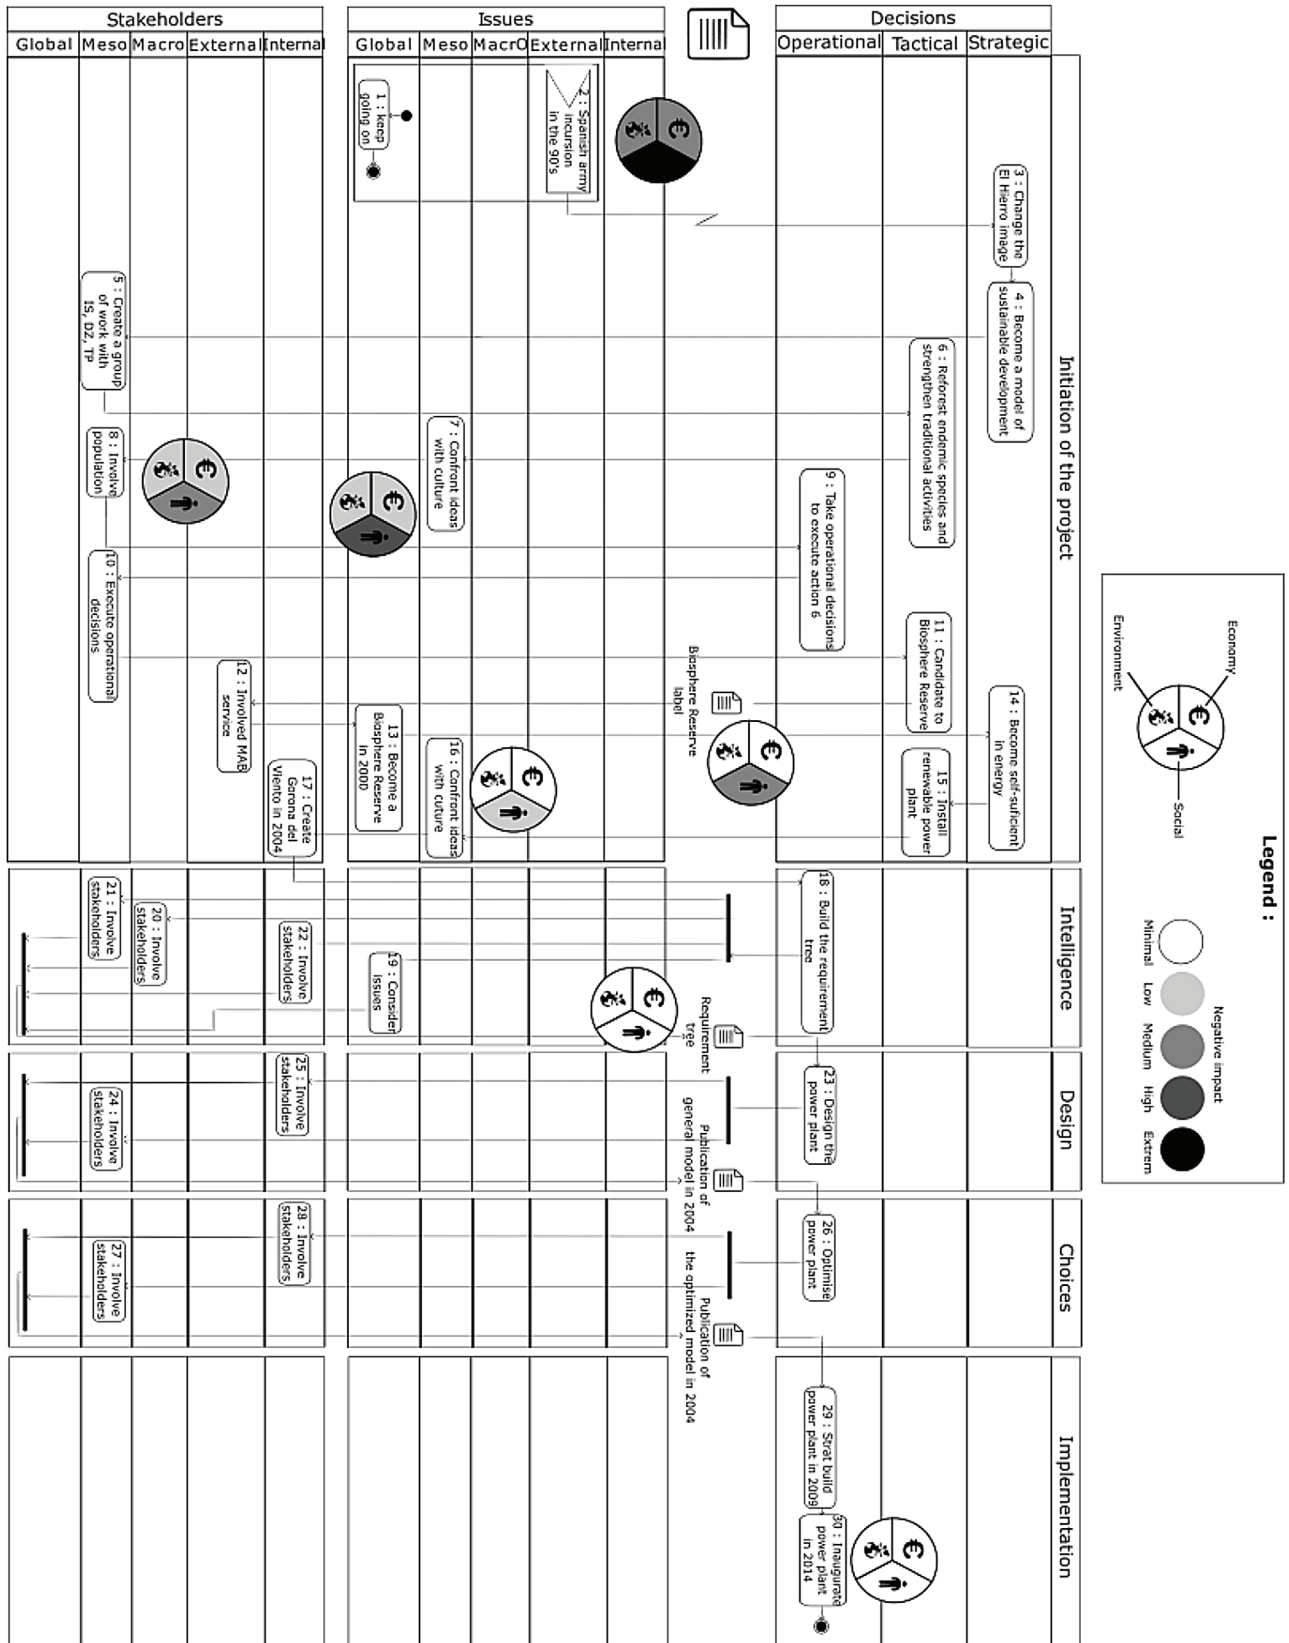 Stakeholders
Issues
Decisions
Global
Meso
Macro
External
Internal
Global
Meso
MacrO
External
Internal
Operational
Tactical
Strategic
Initiation of the project
1 : keep
going on
2 : Spanish army
incursion
in the 90's
€
3 : Change the
El Hierro image
4 : Become a model of
sustainable development
5 : Create a group
of work with
IS, DZ, TP
6 : Reforest endemic species and
strengthen traditional activities
7 : Confront ideas
with culture
8 : Involve
population
€
€
9 : Take operational decisions
to execute action 6
10 : Execute operational
decisions
11 : Candidate to
Biosphere Reserve
12 : Involved MAB
service
Biosphere Reserve
label
13 : Become a
Biosphere Reserve
in 2000
14 : Become self-suficient
in energy
€
15 : Install
renewable power
plant
16 : Confront ideas
with cuture
€
17 : Create
Gorona del
Viento in 2004
Intelligence
18 : Build the requirement
tree
19 : Consider
issues
20 : Involve
stakeholders
21 : Involve
stakeholders
22 : Involve
stakeholders
€
Requirement
tree
Design
23 : Design the
power plant
24 : Involve
stakeholders
25 : Involve
stakeholders
Publication of
general model in 2004
Choices
26 : Optimise
power plant
27 : Involve
stakeholders
28 : Involve
stakeholders
Publication of
the optimized model in 2004
Implementation
29 : Strat build
power plant in 2009
30 : Inaugurate
power plant
in 2014
€
Legend :
Economy
Environment
Social
€
Negative impact
Minimal
Low
Medium
High
Extrem